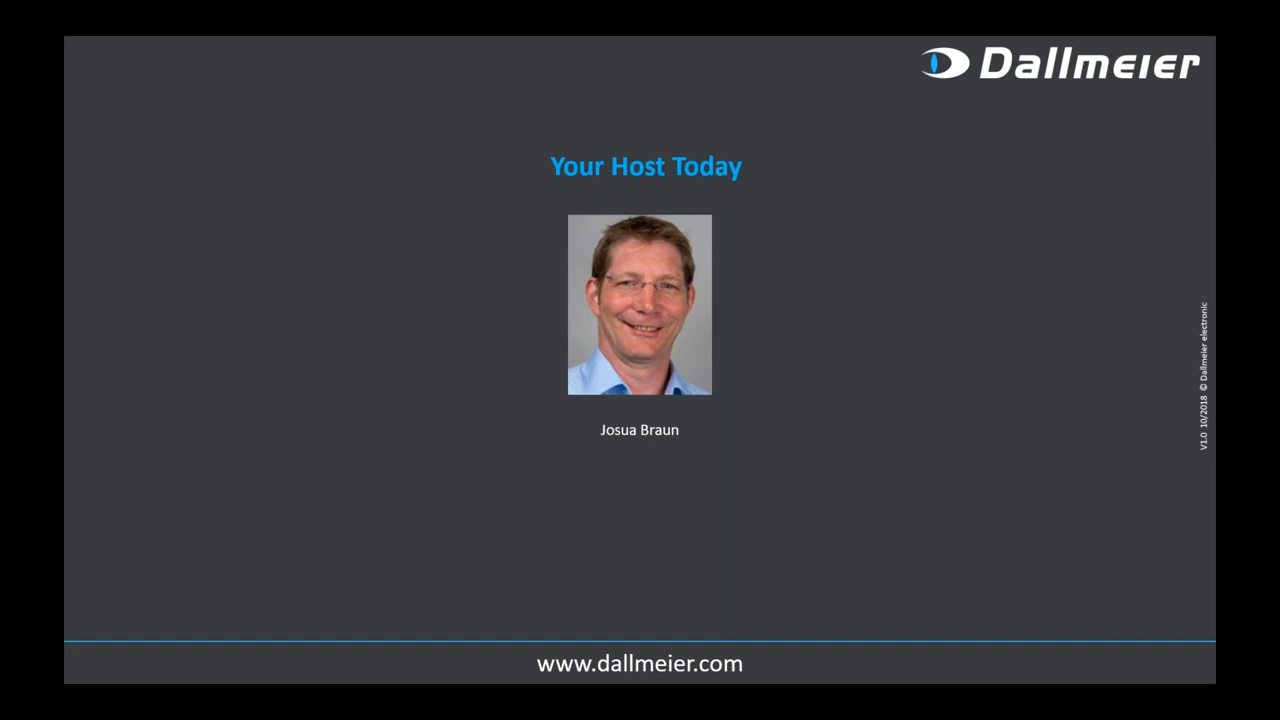 Dallmeier
Your Host Today
Josua Braun
V1.0 10/2018 © Dallmeier electronic
www.dallmeier.com